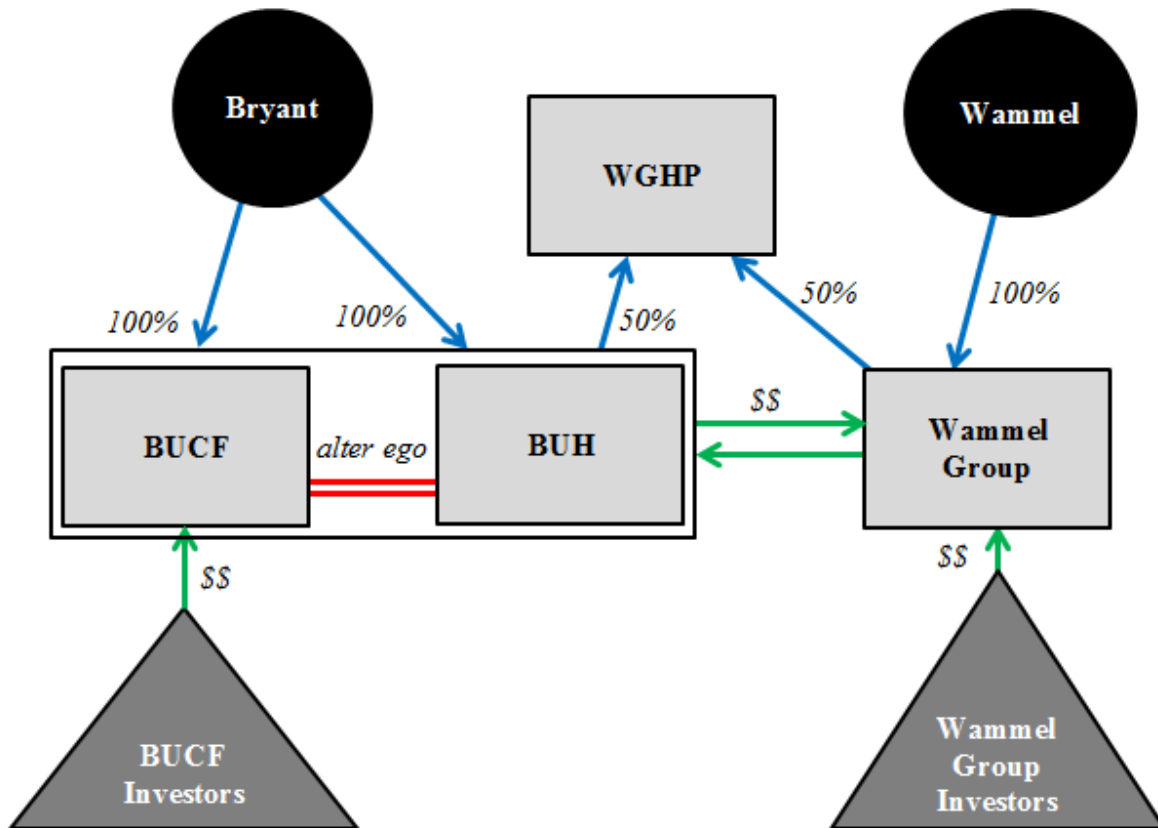 Bryant
Wammel
WGHP
100%
100%
50%
50%
100%
BUCF
alter ego
BUH
$$
Wammel
Group
$$
$$
BUCF
Investors
Wammel
Group
Investors